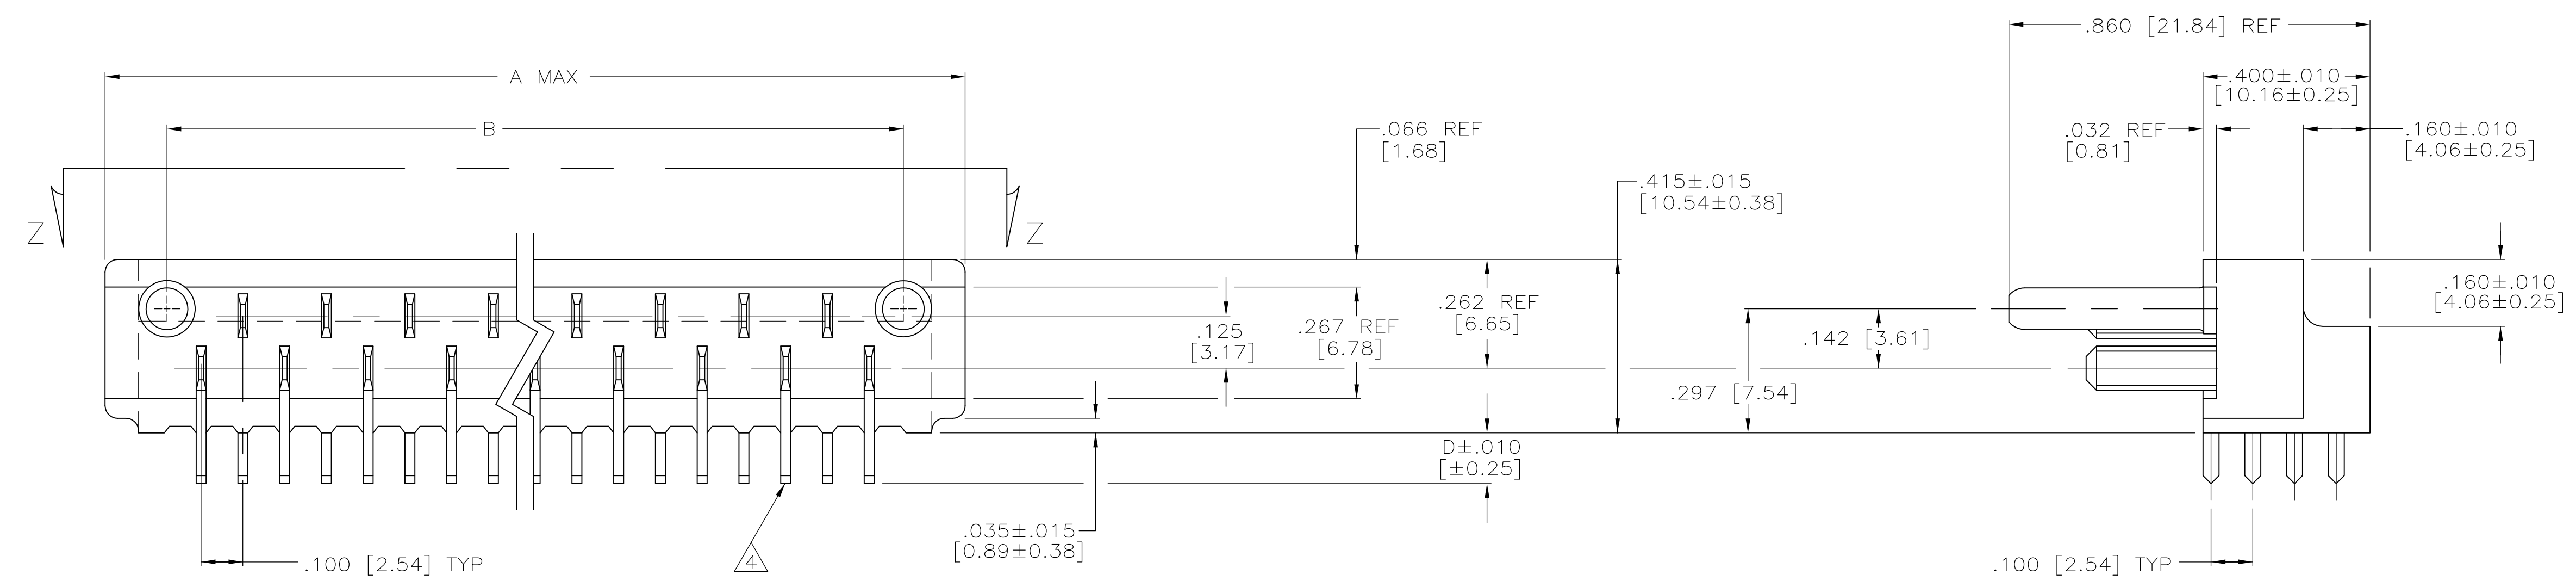 .860 [21.84] REF
A MAX
.400±.010
[10.16±0.25]
B
.066 REF
[1.68]
.032 REF
[0.81]
.160±.010
[4.06±0.25]
.415±.015
[10.54±0.38]
Z
Z
.262 REF
[6.65]
.160±.010
[4.06±0.25]
.125
[3.17]
.267 REF
[6.78]
.142 [3.61]
.297 [7.54]
D±.010
[±0.25]
.035±.015
[0.89±0.38]
4
.100 [2.54] TYP
.100 [2.54] TYP